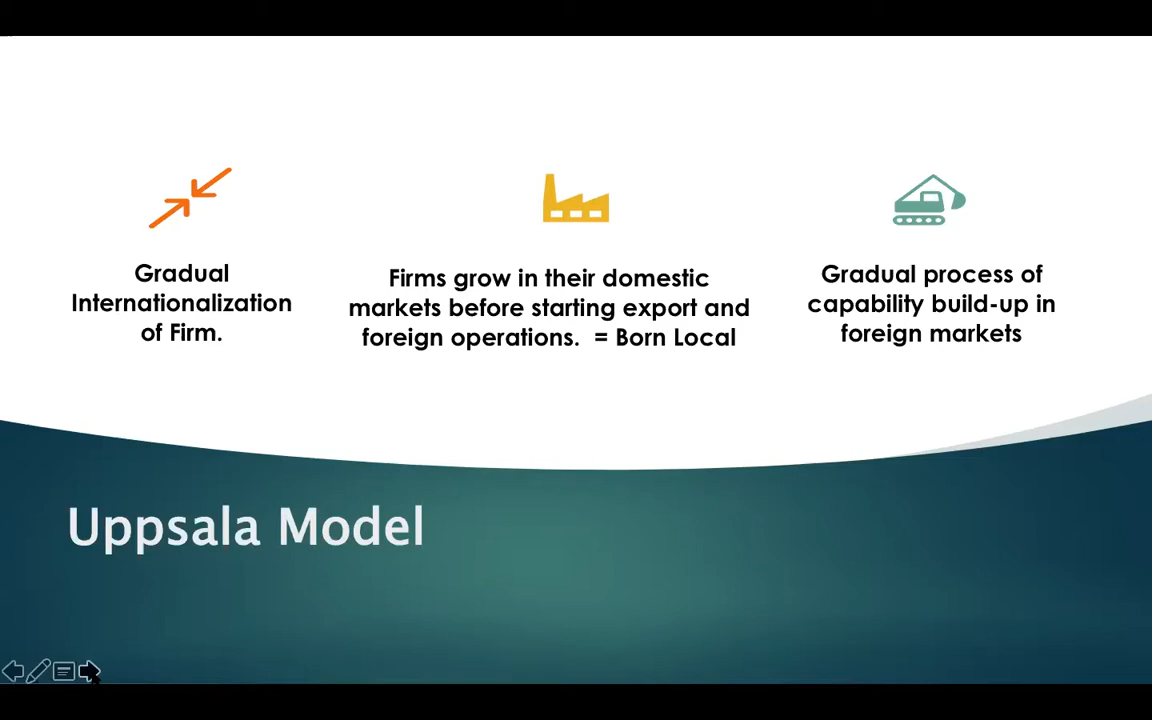 Gradual
Internationalization
of Firm.
Firms grow in their domestic
markets before starting export and
foreign operations.  = Born Local
Gradual process of
capability build-up in
foreign markets
Uppsala Model